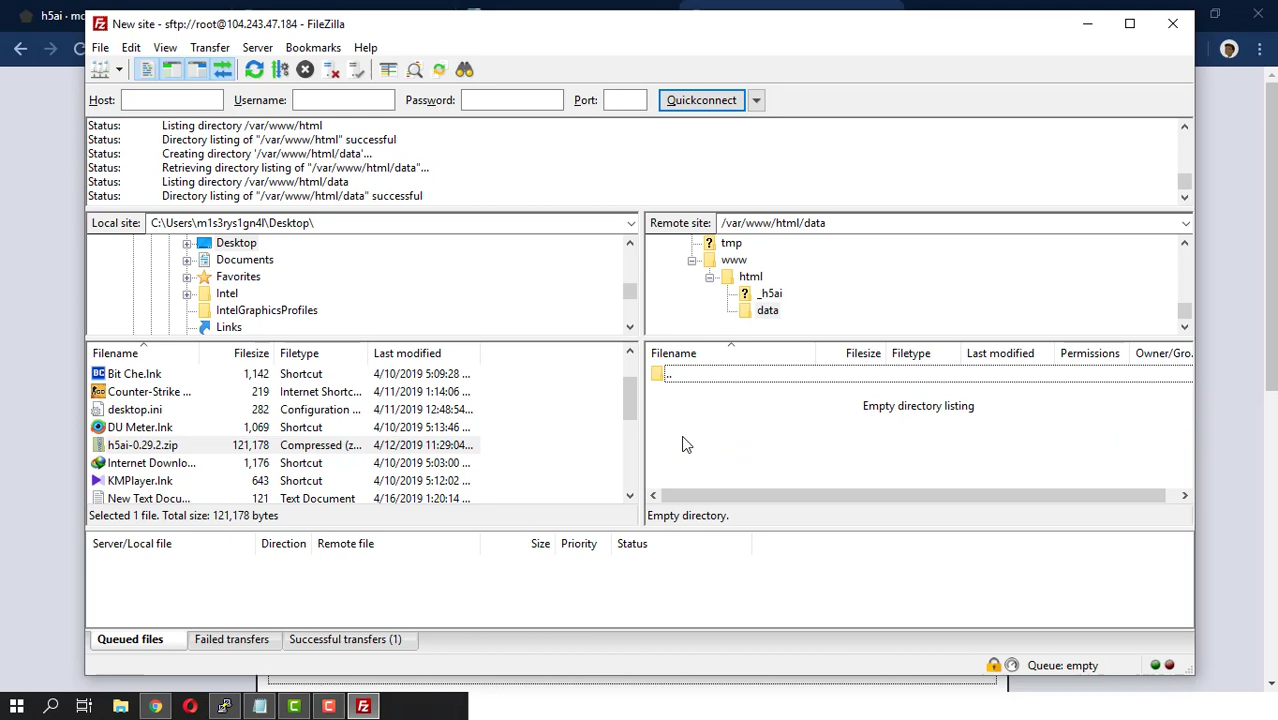 h5ai - mo
New site - sftp://root@104.243.47.184 - FileZilla
File Edit View Transfer Server Bookmarks Help
Host: Username: Password: Port: Quickconnect
Status: Listing directory /var/www/html
Status: Directory listing of "/var/www/html" successful
Status: Creating directory '/var/www/html/data'...
Status: Retrieving directory listing of "/var/www/html/data"...
Status: Listing directory /var/www/html/data
Status: Directory listing of "/var/www/html/data" successful
Local site: C:\Users\m1s3rys1gn4l\Desktop\
Remote site: /var/www/html/data
Desktop
Documents
Favorites
Intel
IntelGraphicsProfiles
Links
? tmp
www
html
? _h5ai
data
Filename Filesize Filetype Last modified
BC Bit Che.lnk 1,142 Shortcut 4/10/2019 5:09:28 ...
Counter-Strike ... 219 Internet Shortc... 4/11/2019 1:14:06 ...
desktop.ini 282 Configuration ... 4/11/2019 12:48:54...
DU Meter.lnk 1,069 Shortcut 4/10/2019 5:13:46 ...
h5ai-0.29.2.zip 121,178 Compressed (z... 4/12/2019 11:29:04...
Internet Downlo... 1,176 Shortcut 4/10/2019 5:03:00 ...
KMPlayer.lnk 643 Shortcut 4/10/2019 5:12:02 ...
New Text Docu... 121 Text Document 4/16/2019 1:20:14 ...
Selected 1 file. Total size: 121,178 bytes
Filename Filesize Filetype Last modified Permissions Owner/Gro...
..
Empty directory listing
Empty directory.
Server/Local file Direction Remote file Size Priority Status
Queued files Failed transfers Successful transfers (1)
Queue: empty